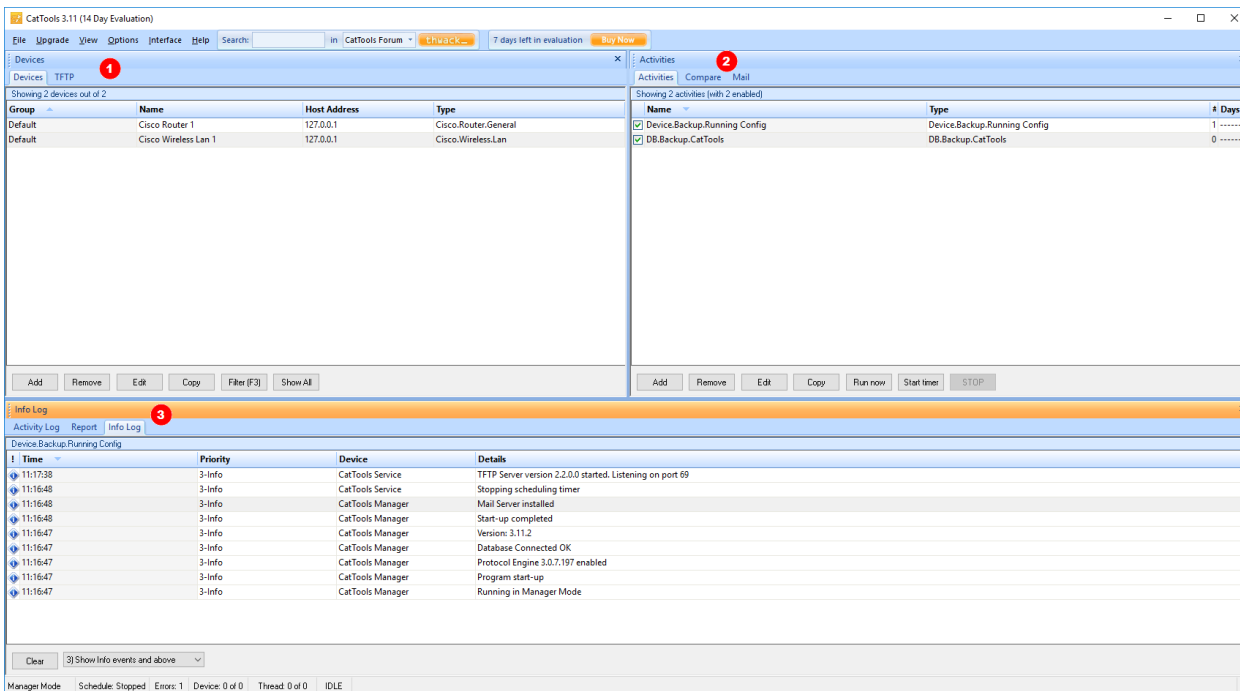 CatTools 3.11 (14 Day Evaluation)
File Upgrade View Options Interface Help Search: in CatTools Forum thwack... 7 days left in evaluation Buy Now
Devices
1
Devices TFTP
Showing 2 devices out of 2
Group Name Host Address Type
Default Cisco Router 1 127.0.0.1 Cisco.Router.General
Default Cisco Wireless Lan 1 127.0.0.1 Cisco.Wireless.Lan
Add Remove Edit Copy Filter (F3) Show All
Activities
2
Activities Compare Mail
Showing 2 activities (with 2 enabled)
Name Type # Days
Device.Backup.Running Config Device.Backup.Running Config 1 ------
DB.Backup.CatTools DB.Backup.CatTools 0 ------
Add Remove Edit Copy Run now Start timer STOP
Info Log
3
Activity Log Report Info Log
Device.Backup.Running Config
! Time Priority Device Details
11:17:38 3-Info CatTools Service TFTP Server version 2.2.0.0 started. Listening on port 69
11:16:48 3-Info CatTools Service Stopping scheduling timer
11:16:48 3-Info CatTools Manager Mail Server installed
11:16:48 3-Info CatTools Manager Start-up completed
11:16:47 3-Info CatTools Manager Version: 3.11.2
11:16:47 3-Info CatTools Manager Database Connected OK
11:16:47 3-Info CatTools Manager Protocol Engine 3.0.7.197 enabled
11:16:47 3-Info CatTools Manager Program start-up
11:16:47 3-Info CatTools Manager Running in Manager Mode
Clear 3) Show Info events and above
Manager Mode Schedule: Stopped Errors: 1 Device: 0 of 0 Thread: 0 of 0 IDLE